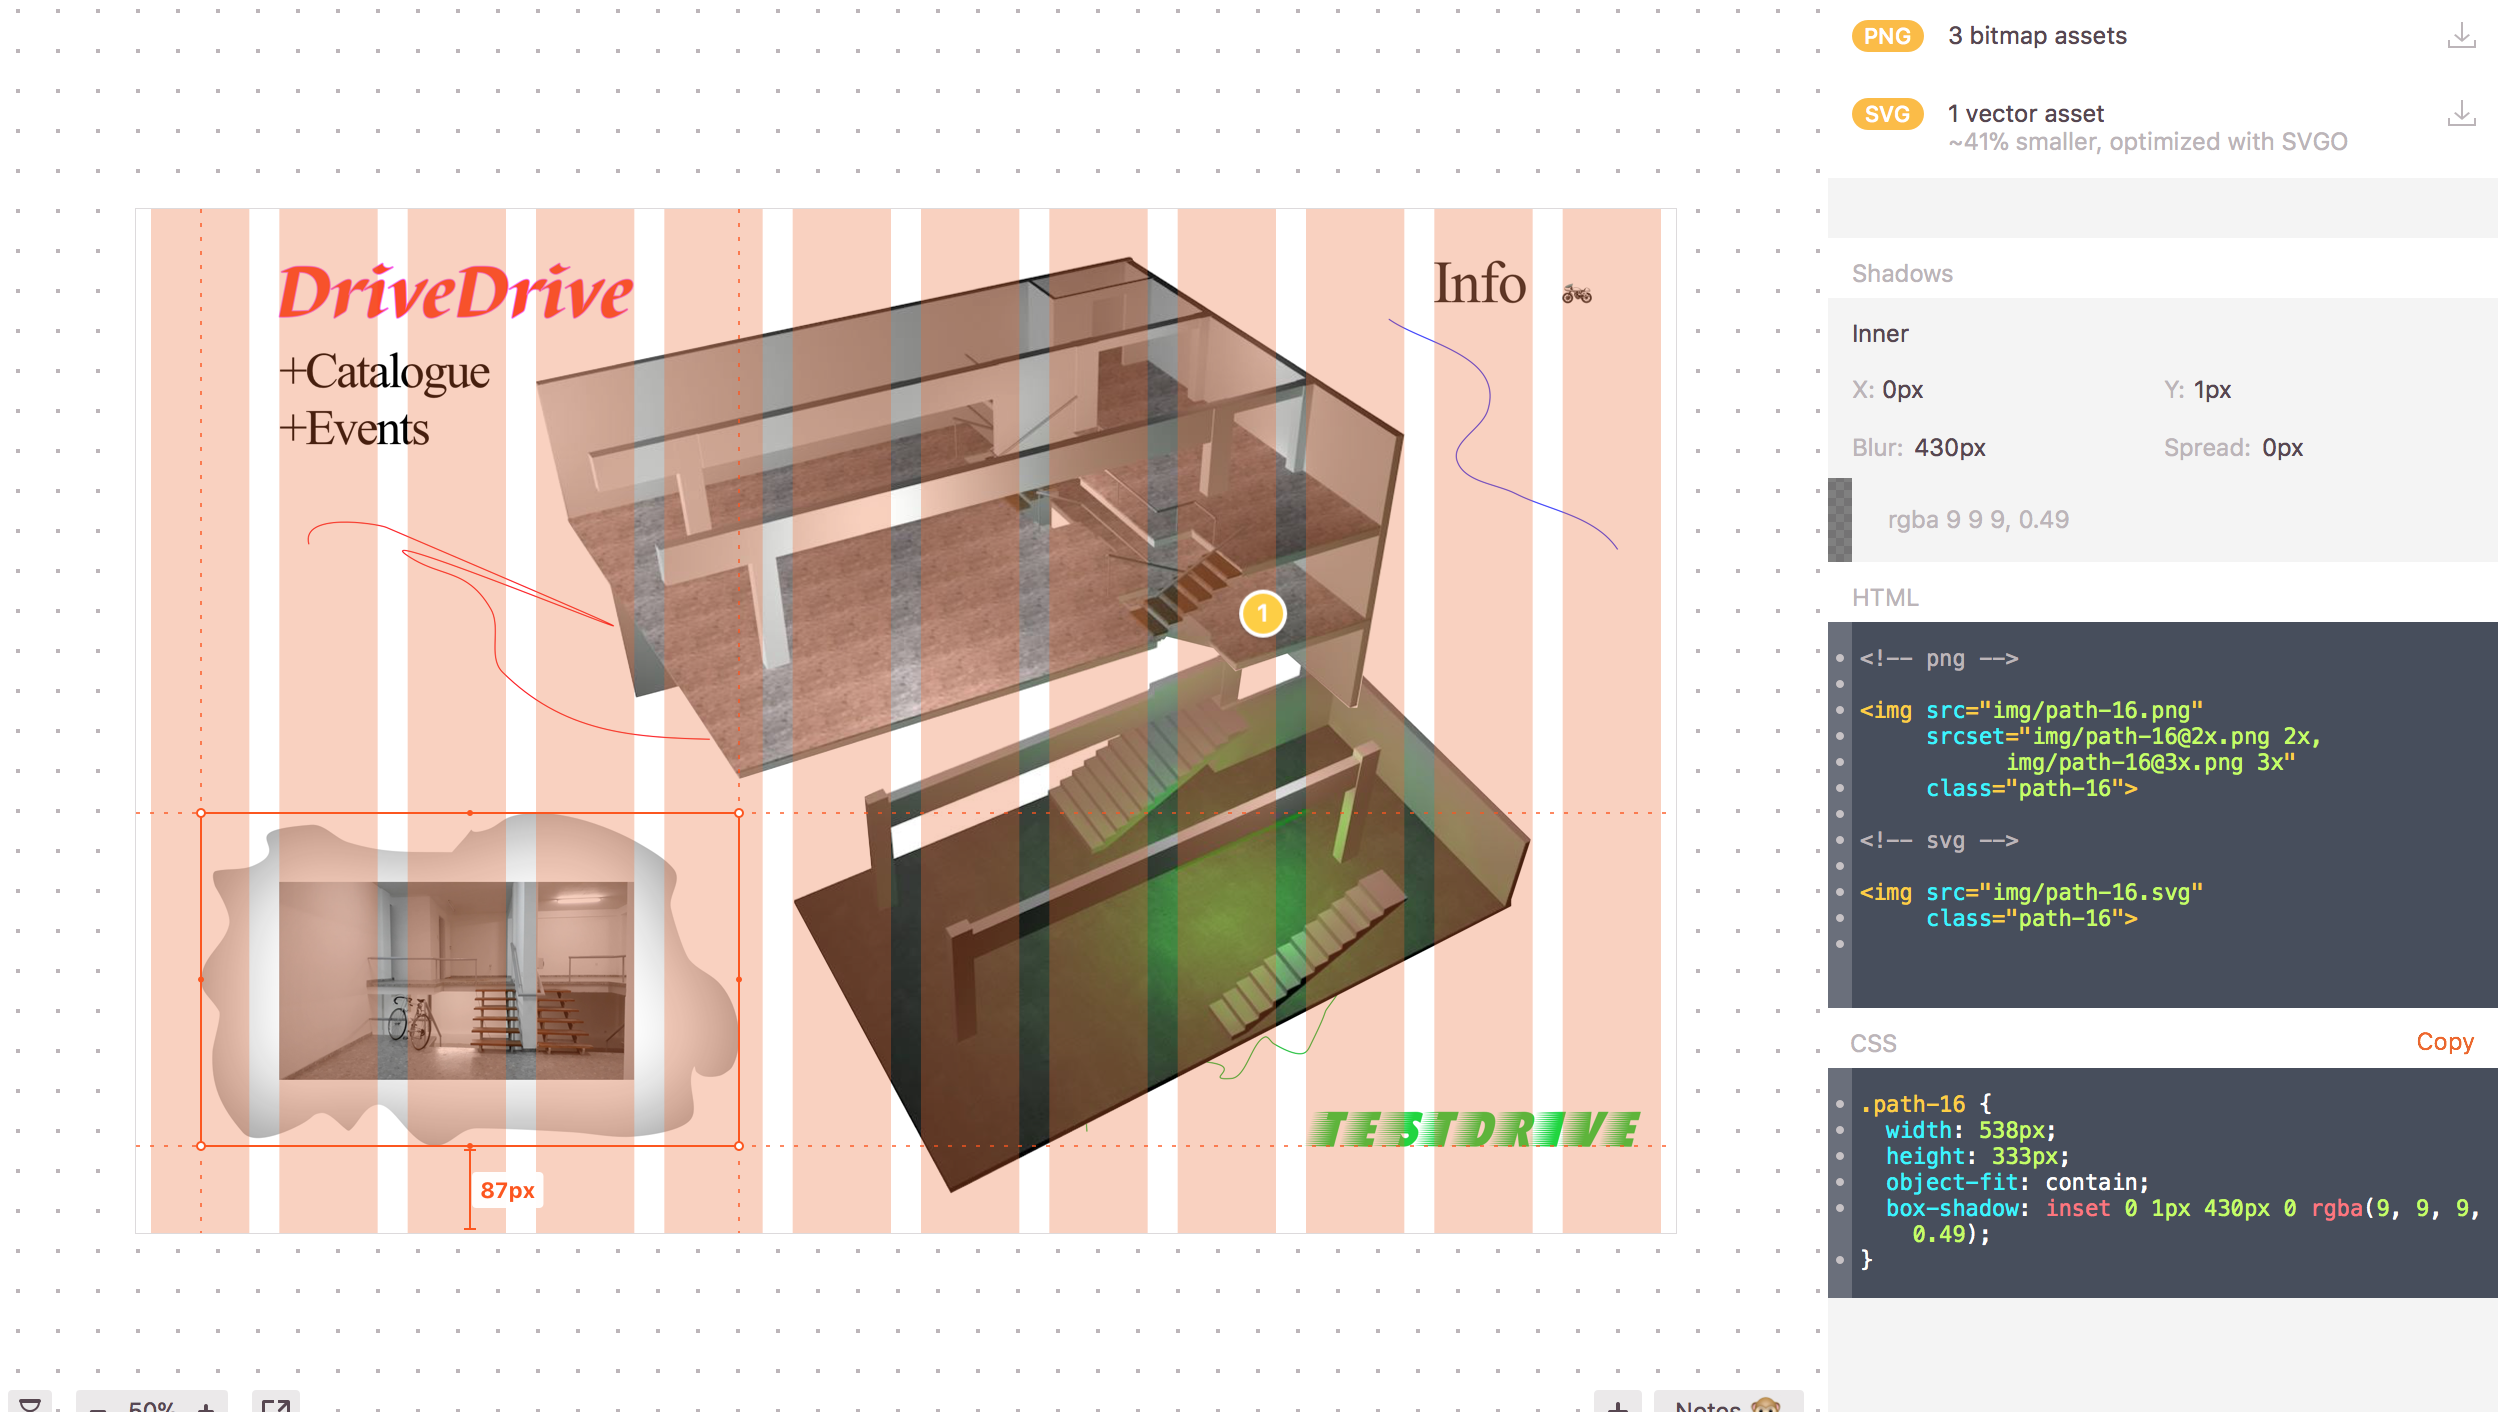 PNG 3 bitmap assets
SVG 1 vector asset
~41% smaller, optimized with SVGO
DriveDrive
+Catalogue
+Events
Info
1
87px
TESTDRIVE
50%
Notes
Shadows
Inner
X: 0px Y: 1px
Blur: 430px Spread: 0px
rgba 9 9 9, 0.49
HTML
<!-- png -->
<img src="img/path-16.png"
srcset="img/path-16@2x.png 2x,
img/path-16@3x.png 3x"
class="path-16">
<!-- svg -->
<img src="img/path-16.svg"
class="path-16">
CSS Copy
.path-16 {
width: 538px;
height: 333px;
object-fit: contain;
box-shadow: inset 0 1px 430px 0 rgba(9, 9, 9,
0.49);
}